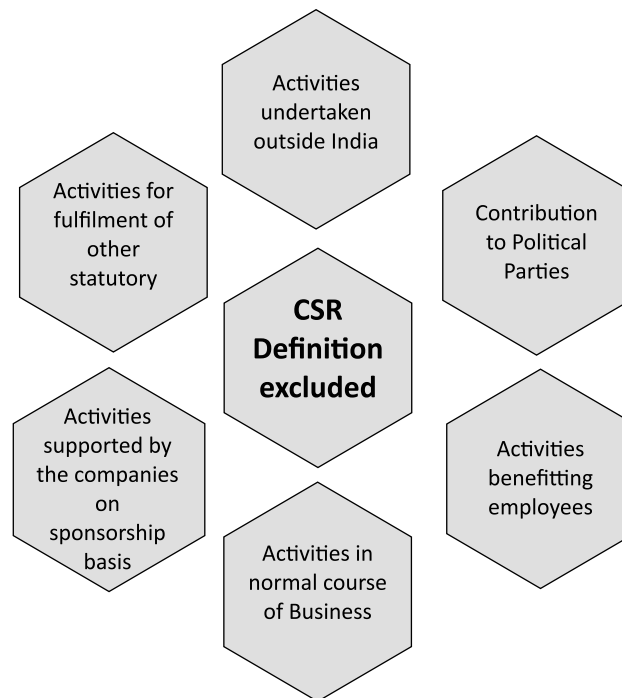 Activities
undertaken
outside India
Activities for
fulfilment of
other
statutory
Contribution
to Political
Parties
CSR
Definition
excluded
Activities
supported by
the companies
on
sponsorship
basis
Activities
benefitting
employees
Activities in
normal course
of Business